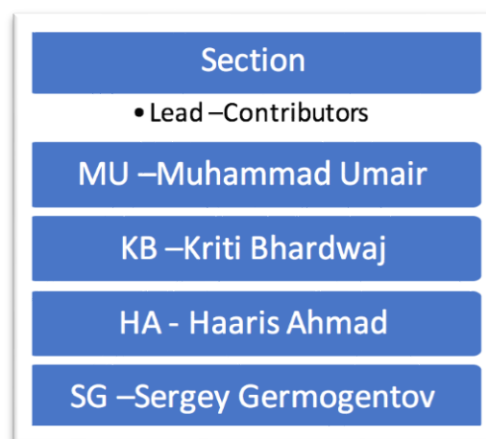 Section
• Lead –Contributors
MU –Muhammad Umair
KB –Kriti Bhardwaj
HA - Haaris Ahmad
SG –Sergey Germogentov